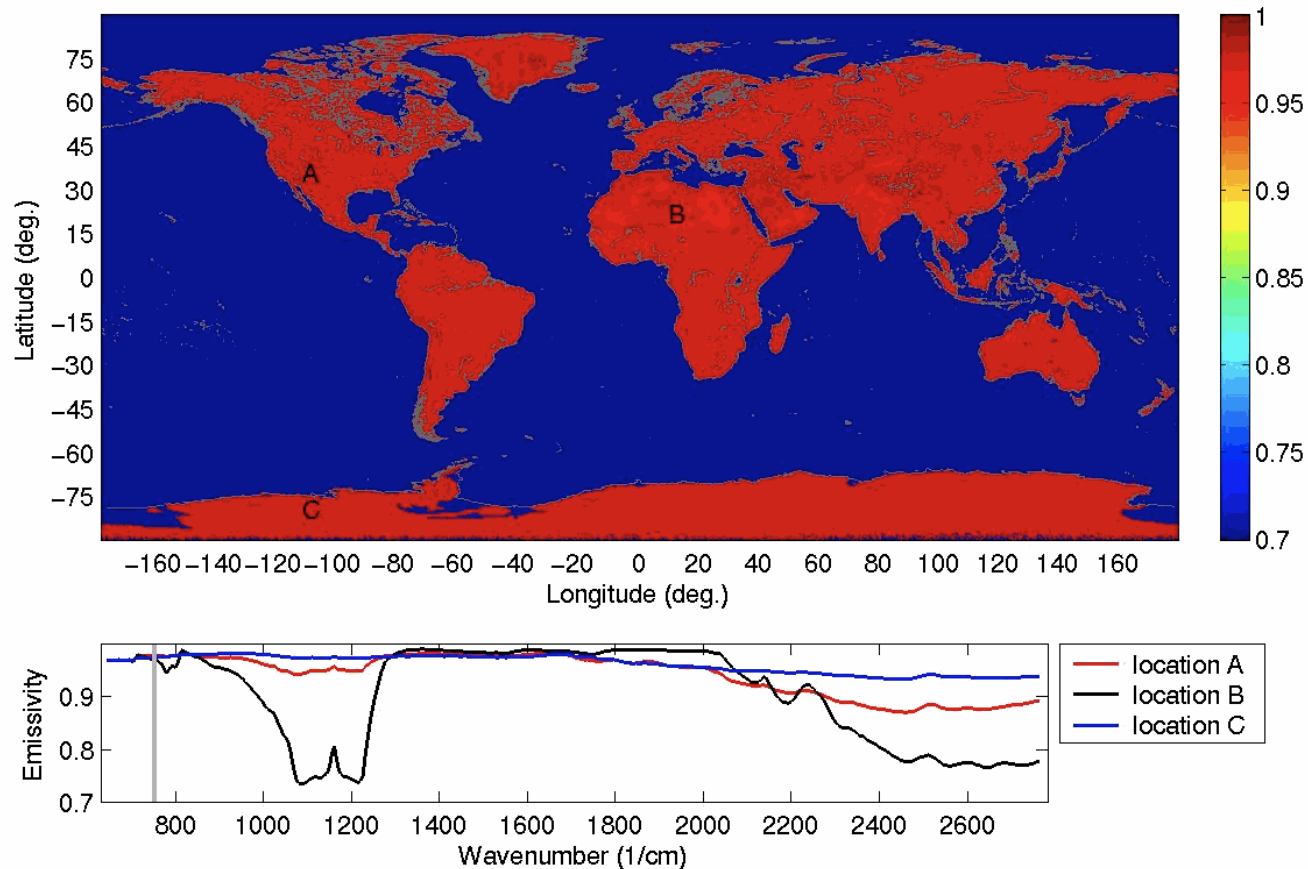 1
75
60
0.95
45
A
30
0.9
B
15
0
0.85
−15
−30
0.8
−45
−60
0.75
−75
C
0.7
Latitude (deg.)
−160 −140 −120 −100 −80 −60 −40 −20 0 20 40 60 80 100 120 140 160
Longitude (deg.)
0.9
0.8
0.7
Emissivity
location A
location B
location C
800 1000 1200 1400 1600 1800 2000 2200 2400 2600
Wavenumber (1/cm)